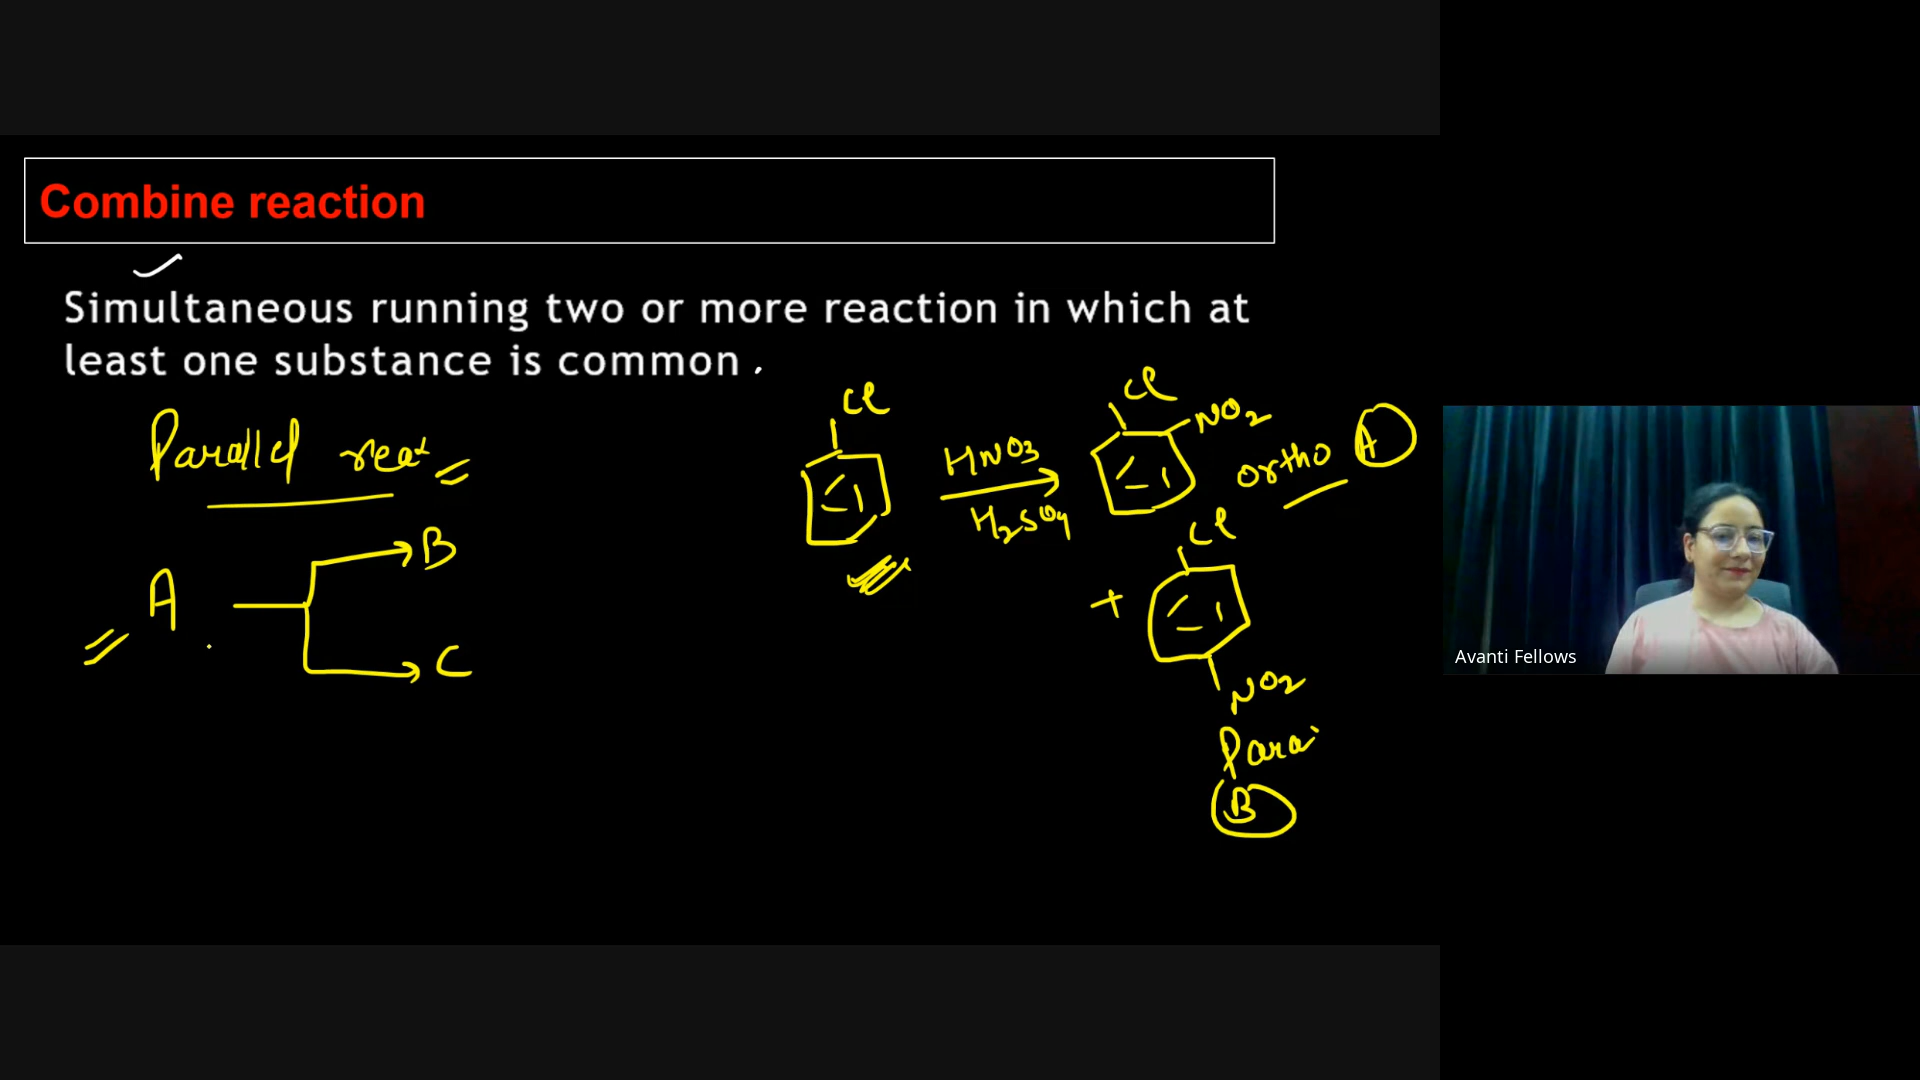 Combine reaction
Simultaneous running two or more reaction in which at
least one substance is common .
Parallel reaⁿ
A
B
C
Cl
HNO3
H2SO4
Cl
NO2
ortho A
+
Cl
NO2
Para
B
Avanti Fellows